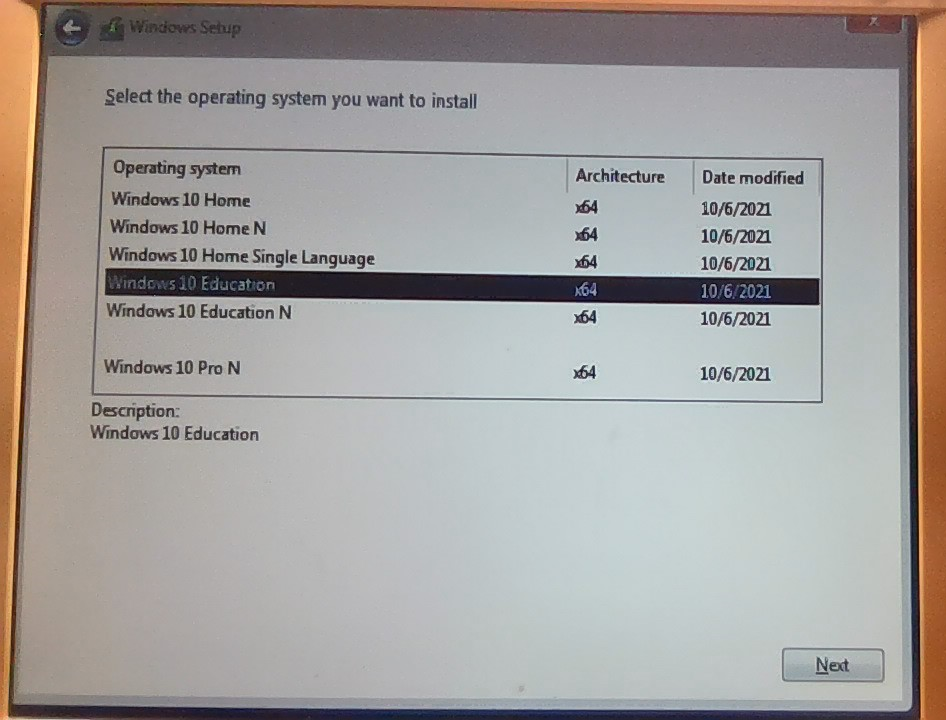 Windows Setup
x
Select the operating system you want to install
Operating system Architecture Date modified
Windows 10 Home x64 10/6/2021
Windows 10 Home N x64 10/6/2021
Windows 10 Home Single Language x64 10/6/2021
Windows 10 Education x64 10/6/2021
Windows 10 Education N x64 10/6/2021
Windows 10 Pro N x64 10/6/2021
Description:
Windows 10 Education
Next